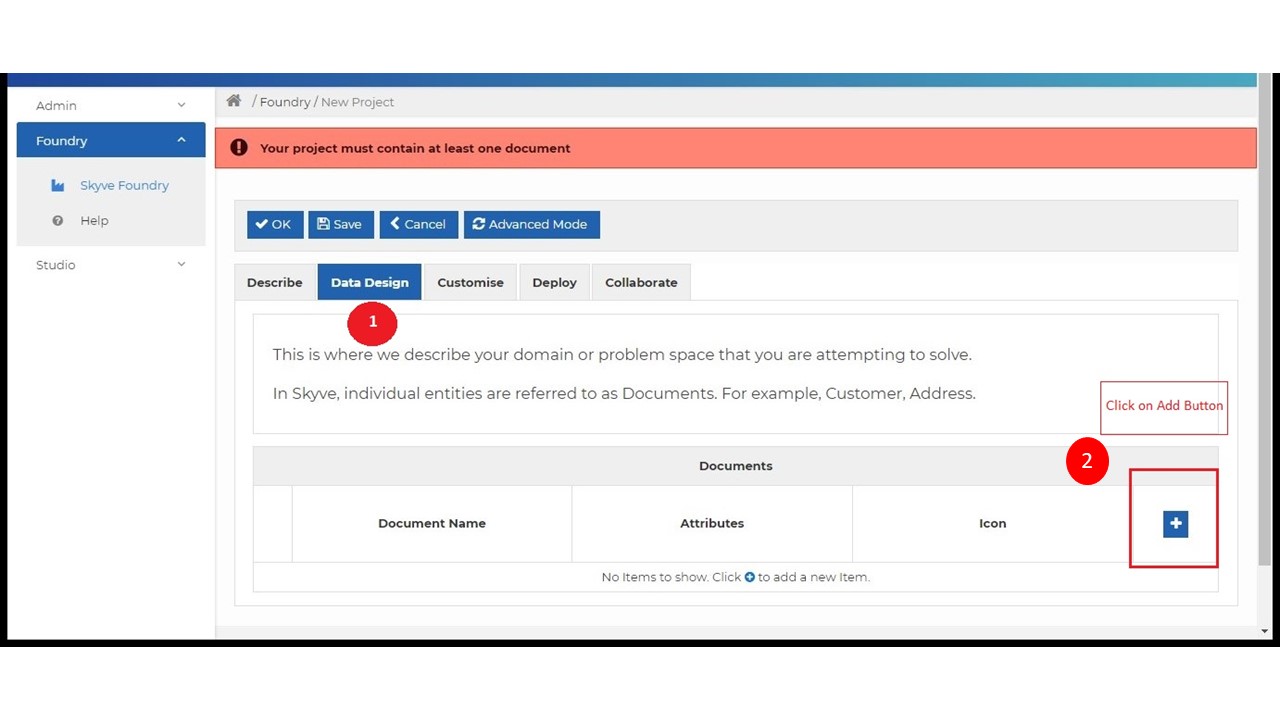 Admin
/ Foundry / New Project
Foundry
Your project must contain at least one document
Skyve Foundry
Help
Studio
OK
Save
Cancel
Advanced Mode
Describe
Data Design
Customise
Deploy
Collaborate
1
This is where we describe your domain or problem space that you are attempting to solve.
In Skyve, individual entities are referred to as Documents. For example, Customer, Address.
Click on Add Button
2
Documents
Document Name
Attributes
Icon
No Items to show. Click to add a new Item.